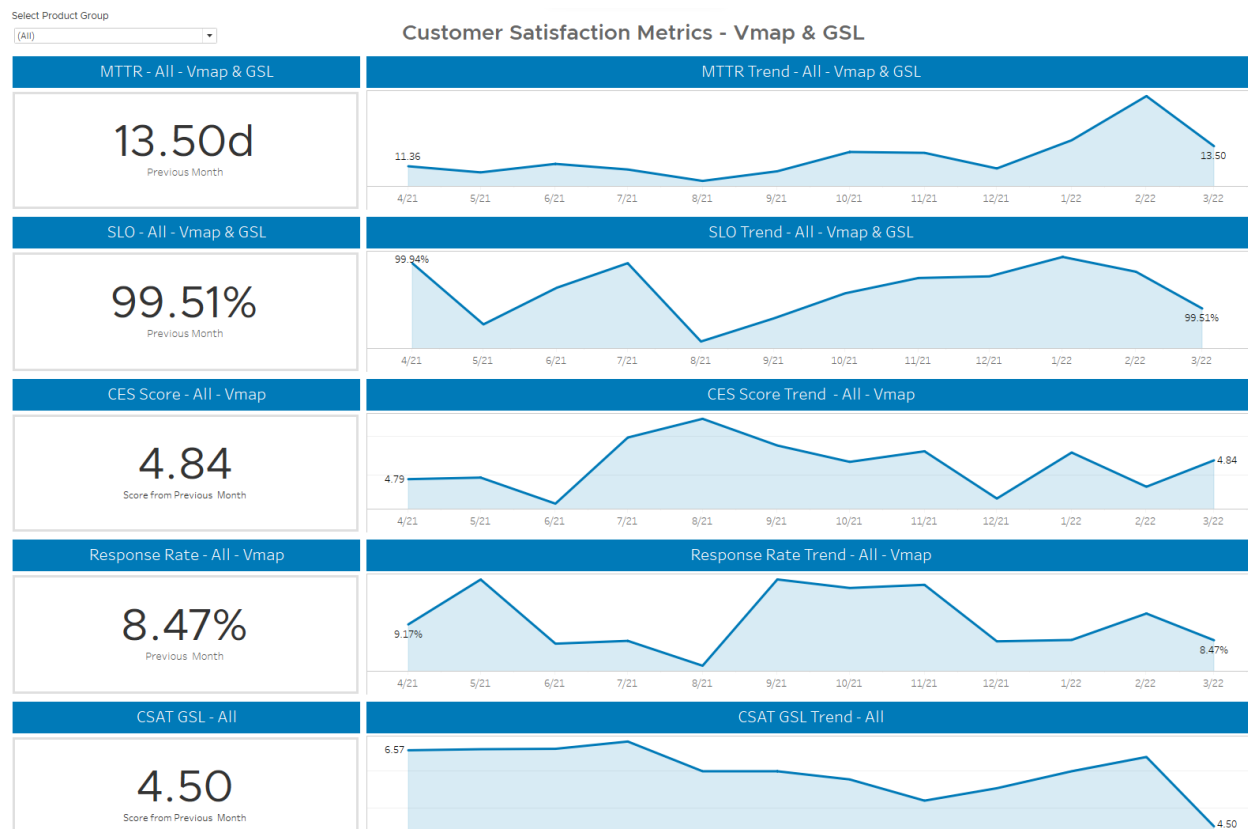 Select Product Group
(All)
Customer Satisfaction Metrics - Vmap & GSL
MTTR - All - Vmap & GSL
13.50d
Previous Month
MTTR Trend - All - Vmap & GSL
11.36
13.50
4/21 5/21 6/21 7/21 8/21 9/21 10/21 11/21 12/21 1/22 2/22 3/22
SLO - All - Vmap & GSL
99.51%
Previous Month
SLO Trend - All - Vmap & GSL
99.94%
99.51%
4/21 5/21 6/21 7/21 8/21 9/21 10/21 11/21 12/21 1/22 2/22 3/22
CES Score - All - Vmap
4.84
Score from Previous Month
CES Score Trend - All - Vmap
4.79
4.84
4/21 5/21 6/21 7/21 8/21 9/21 10/21 11/21 12/21 1/22 2/22 3/22
Response Rate - All - Vmap
8.47%
Previous Month
Response Rate Trend - All - Vmap
9.17%
8.47%
4/21 5/21 6/21 7/21 8/21 9/21 10/21 11/21 12/21 1/22 2/22 3/22
CSAT GSL - All
4.50
Score from Previous Month
CSAT GSL Trend - All
6.57
4.50